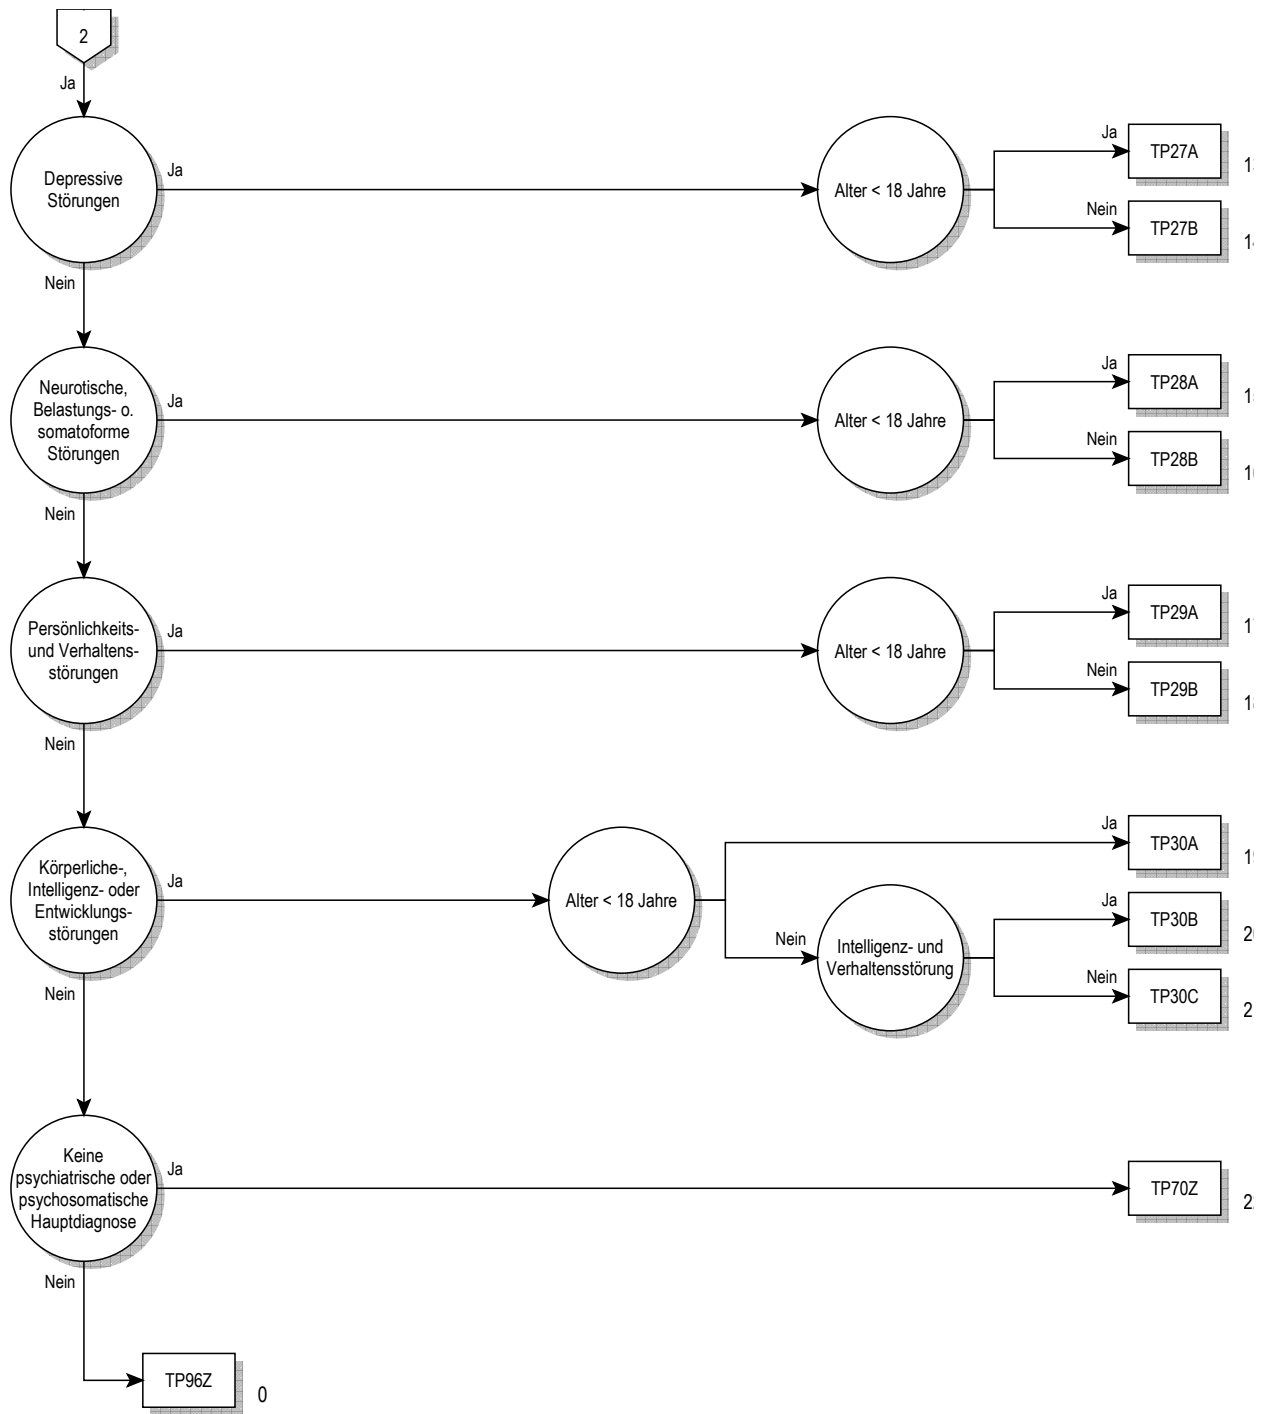 2
Ja
Depressive
Störungen
Ja
Alter < 18 Jahre
Ja
TP27A
Nein
TP27B
Nein
Neurotische,
Belastungs- o.
somatoforme
Störungen
Ja
Alter < 18 Jahre
Ja
TP28A
Nein
TP28B
Nein
Persönlichkeits-
und Verhaltens-
störungen
Ja
Alter < 18 Jahre
Ja
TP29A
Nein
TP29B
Nein
Körperliche-,
Intelligenz- oder
Entwicklungs-
störungen
Ja
Alter < 18 Jahre
Ja
TP30A
Nein
Intelligenz- und
Verhaltensstörung
Ja
TP30B
Nein
TP30C
Nein
Keine
psychiatrische oder
psychosomatische
Hauptdiagnose
Ja
TP70Z
Nein
TP96Z
0